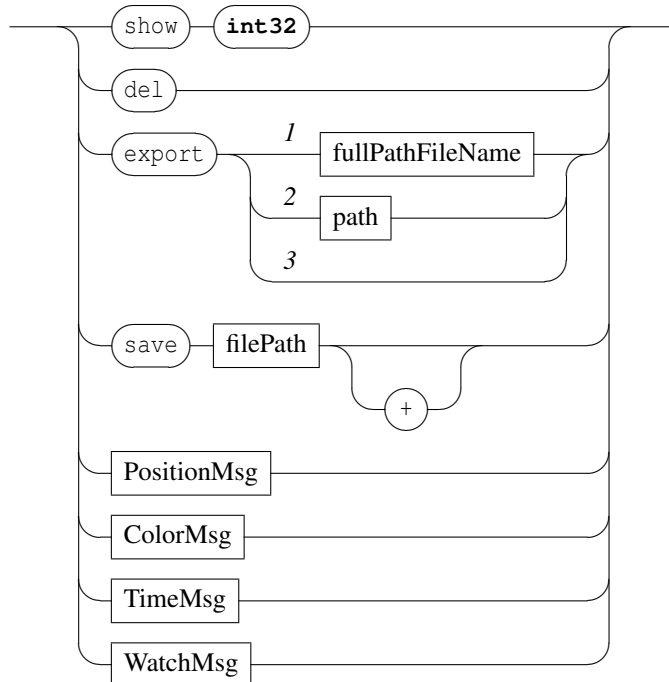 show int32
del
1
export fullPathFileName
2
path
3
save filePath
+
PositionMsg
ColorMsg
TimeMsg
WatchMsg